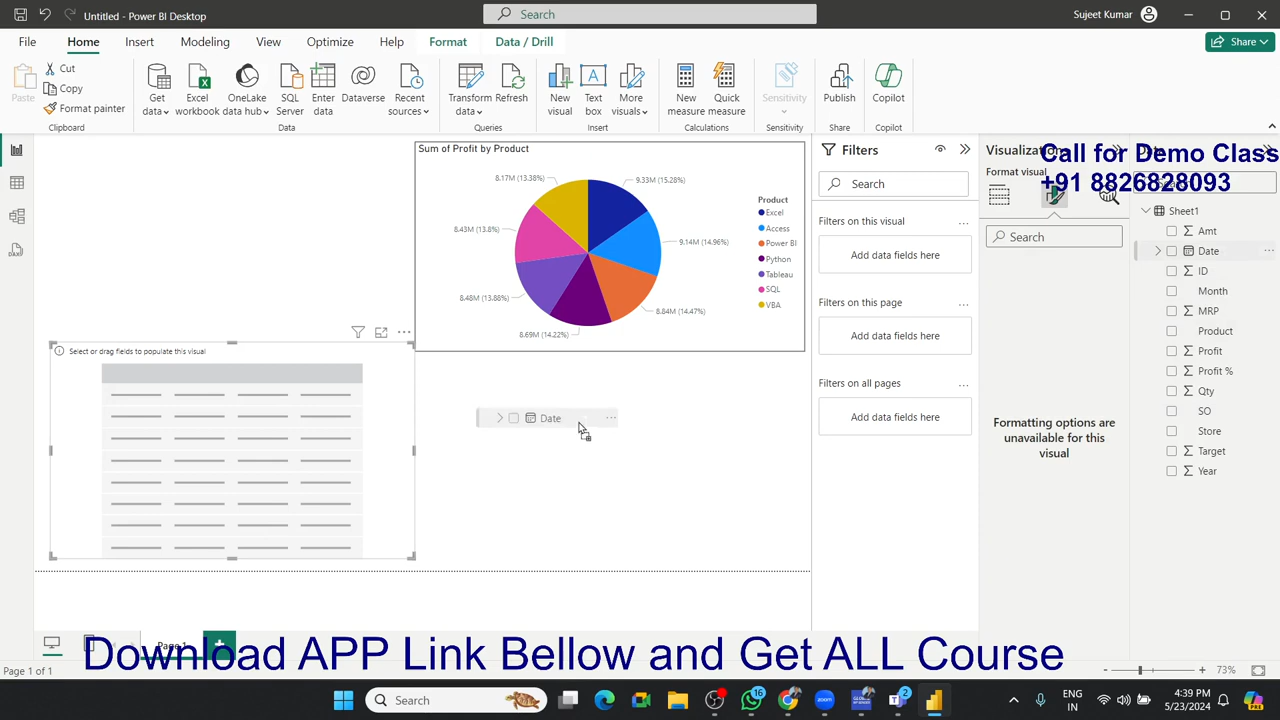 Untitled - Power BI Desktop
Search
Sujeet Kumar
File
Home
Insert
Modeling
View
Optimize
Help
Format
Data / Drill
Share
Paste
Cut
Copy
Format painter
Clipboard
Get data
Excel workbook
OneLake data hub
SQL Server
Enter data
Dataverse
Recent sources
Data
Transform data
Refresh
Queries
New visual
Text box
More visuals
Insert
New measure
Quick measure
Calculations
Sensitivity
Sensitivity
Publish
Share
Copilot
Copilot
Sum of Profit by Product
8.17M (13.38%)
9.33M (15.28%)
8.43M (13.8%)
9.14M (14.96%)
8.48M (13.88%)
8.84M (14.47%)
8.69M (14.22%)
Product
Excel
Access
Power BI
Python
Tableau
SQL
VBA
Select or drag fields to populate this visual
Date
Filters
Search
Filters on this visual
Add data fields here
Filters on this page
Add data fields here
Filters on all pages
Add data fields here
Visualizations
Format visual
Search
Formatting options are
unavailable for this
visual
Call for Demo Class
+91 8826828093
Sheet1
Amt
Date
ID
Month
MRP
Product
Profit
Profit %
Qty
SO
Store
Target
Year
Page 1
Download APP Link Bellow and Get ALL Course
Page 1 of 1
73%
Search
16
2
ENG
IN
4:39 PM
5/23/2024